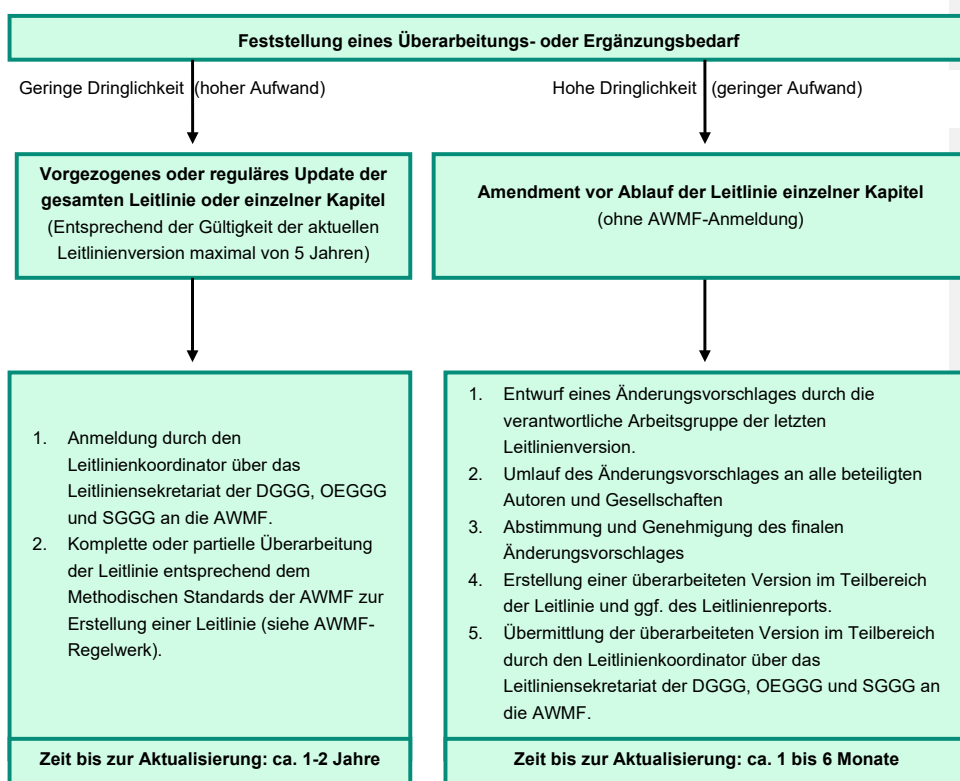 Feststellung eines Überarbeitungs- oder Ergänzungsbedarf
Geringe Dringlichkeit (hoher Aufwand)
Hohe Dringlichkeit (geringer Aufwand)
Vorgezogenes oder reguläres Update der
gesamten Leitlinie oder einzelner Kapitel
(Entsprechend der Gültigkeit der aktuellen
Leitlinienversion maximal von 5 Jahren)
Amendment vor Ablauf der Leitlinie einzelner Kapitel
(ohne AWMF-Anmeldung)
1. Anmeldung durch den
Leitlinienkoordinator über das
Leitliniensekretariat der DGGG, OEGGG
und SGGG an die AWMF.
2. Komplette oder partielle Überarbeitung
der Leitlinie entsprechend dem
Methodischen Standards der AWMF zur
Erstellung einer Leitlinie (siehe AWMF-
Regelwerk).
Zeit bis zur Aktualisierung: ca. 1-2 Jahre
1. Entwurf eines Änderungsvorschlages durch die
verantwortliche Arbeitsgruppe der letzten
Leitlinienversion.
2. Umlauf des Änderungsvorschlages an alle beteiligten
Autoren und Gesellschaften
3. Abstimmung und Genehmigung des finalen
Änderungsvorschlages
4. Erstellung einer überarbeiteten Version im Teilbereich
der Leitlinie und ggf. des Leitlinienreports.
5. Übermittlung der überarbeiteten Version im Teilbereich
durch den Leitlinienkoordinator über das
Leitliniensekretariat der DGGG, OEGGG und SGGG an
die AWMF.
Zeit bis zur Aktualisierung: ca. 1 bis 6 Monate